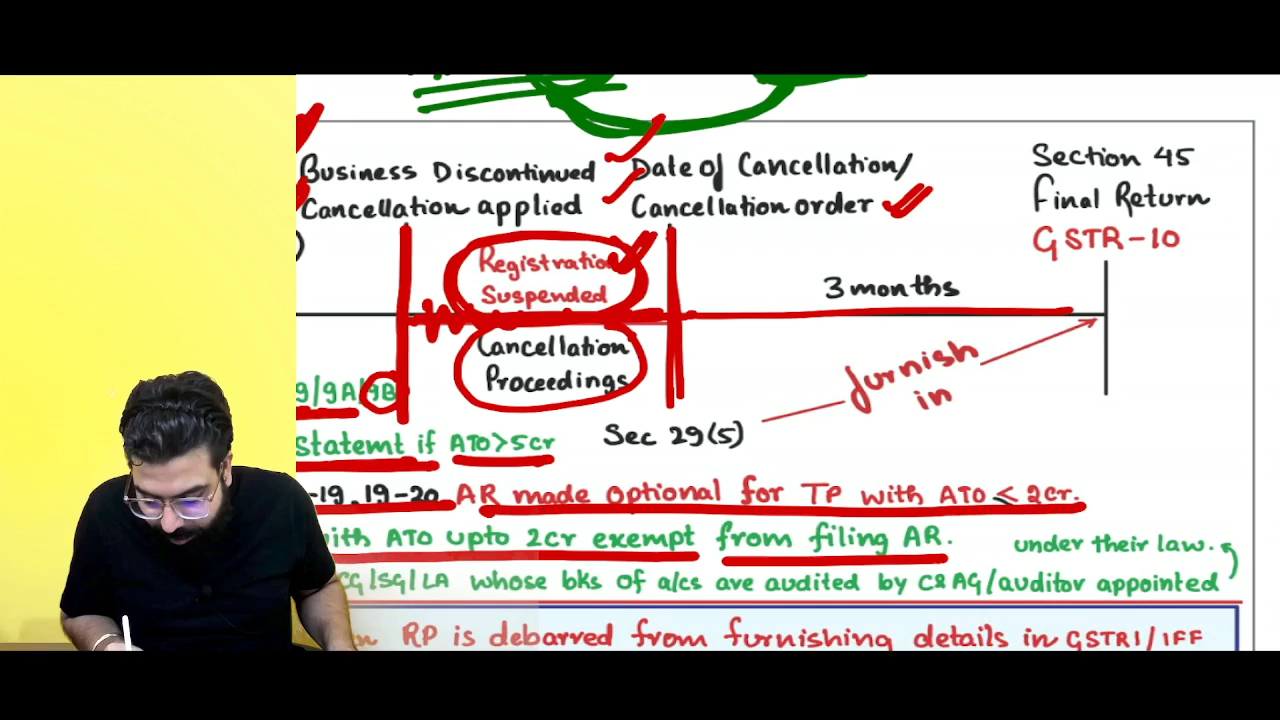 Business Discontinued
Cancellation applied
)
Date of Cancellation/
Cancellation order
Section 45
Final Return
GSTR-10
Registration
Suspended
3 months
Cancellation
Proceedings
furnish
in
9/9A/9B
Sec 29(5)
statemt if ATO>5cr
-19, 19-20 AR made optional for TP with ATO ≤ 2cr.
with ATO upto 2cr exempt from filing AR.
under their law.
CG/SG/LA whose bks of a/cs are audited by C&AG/auditor appointed
RP is debarred from furnishing details in GSTR1/IFF